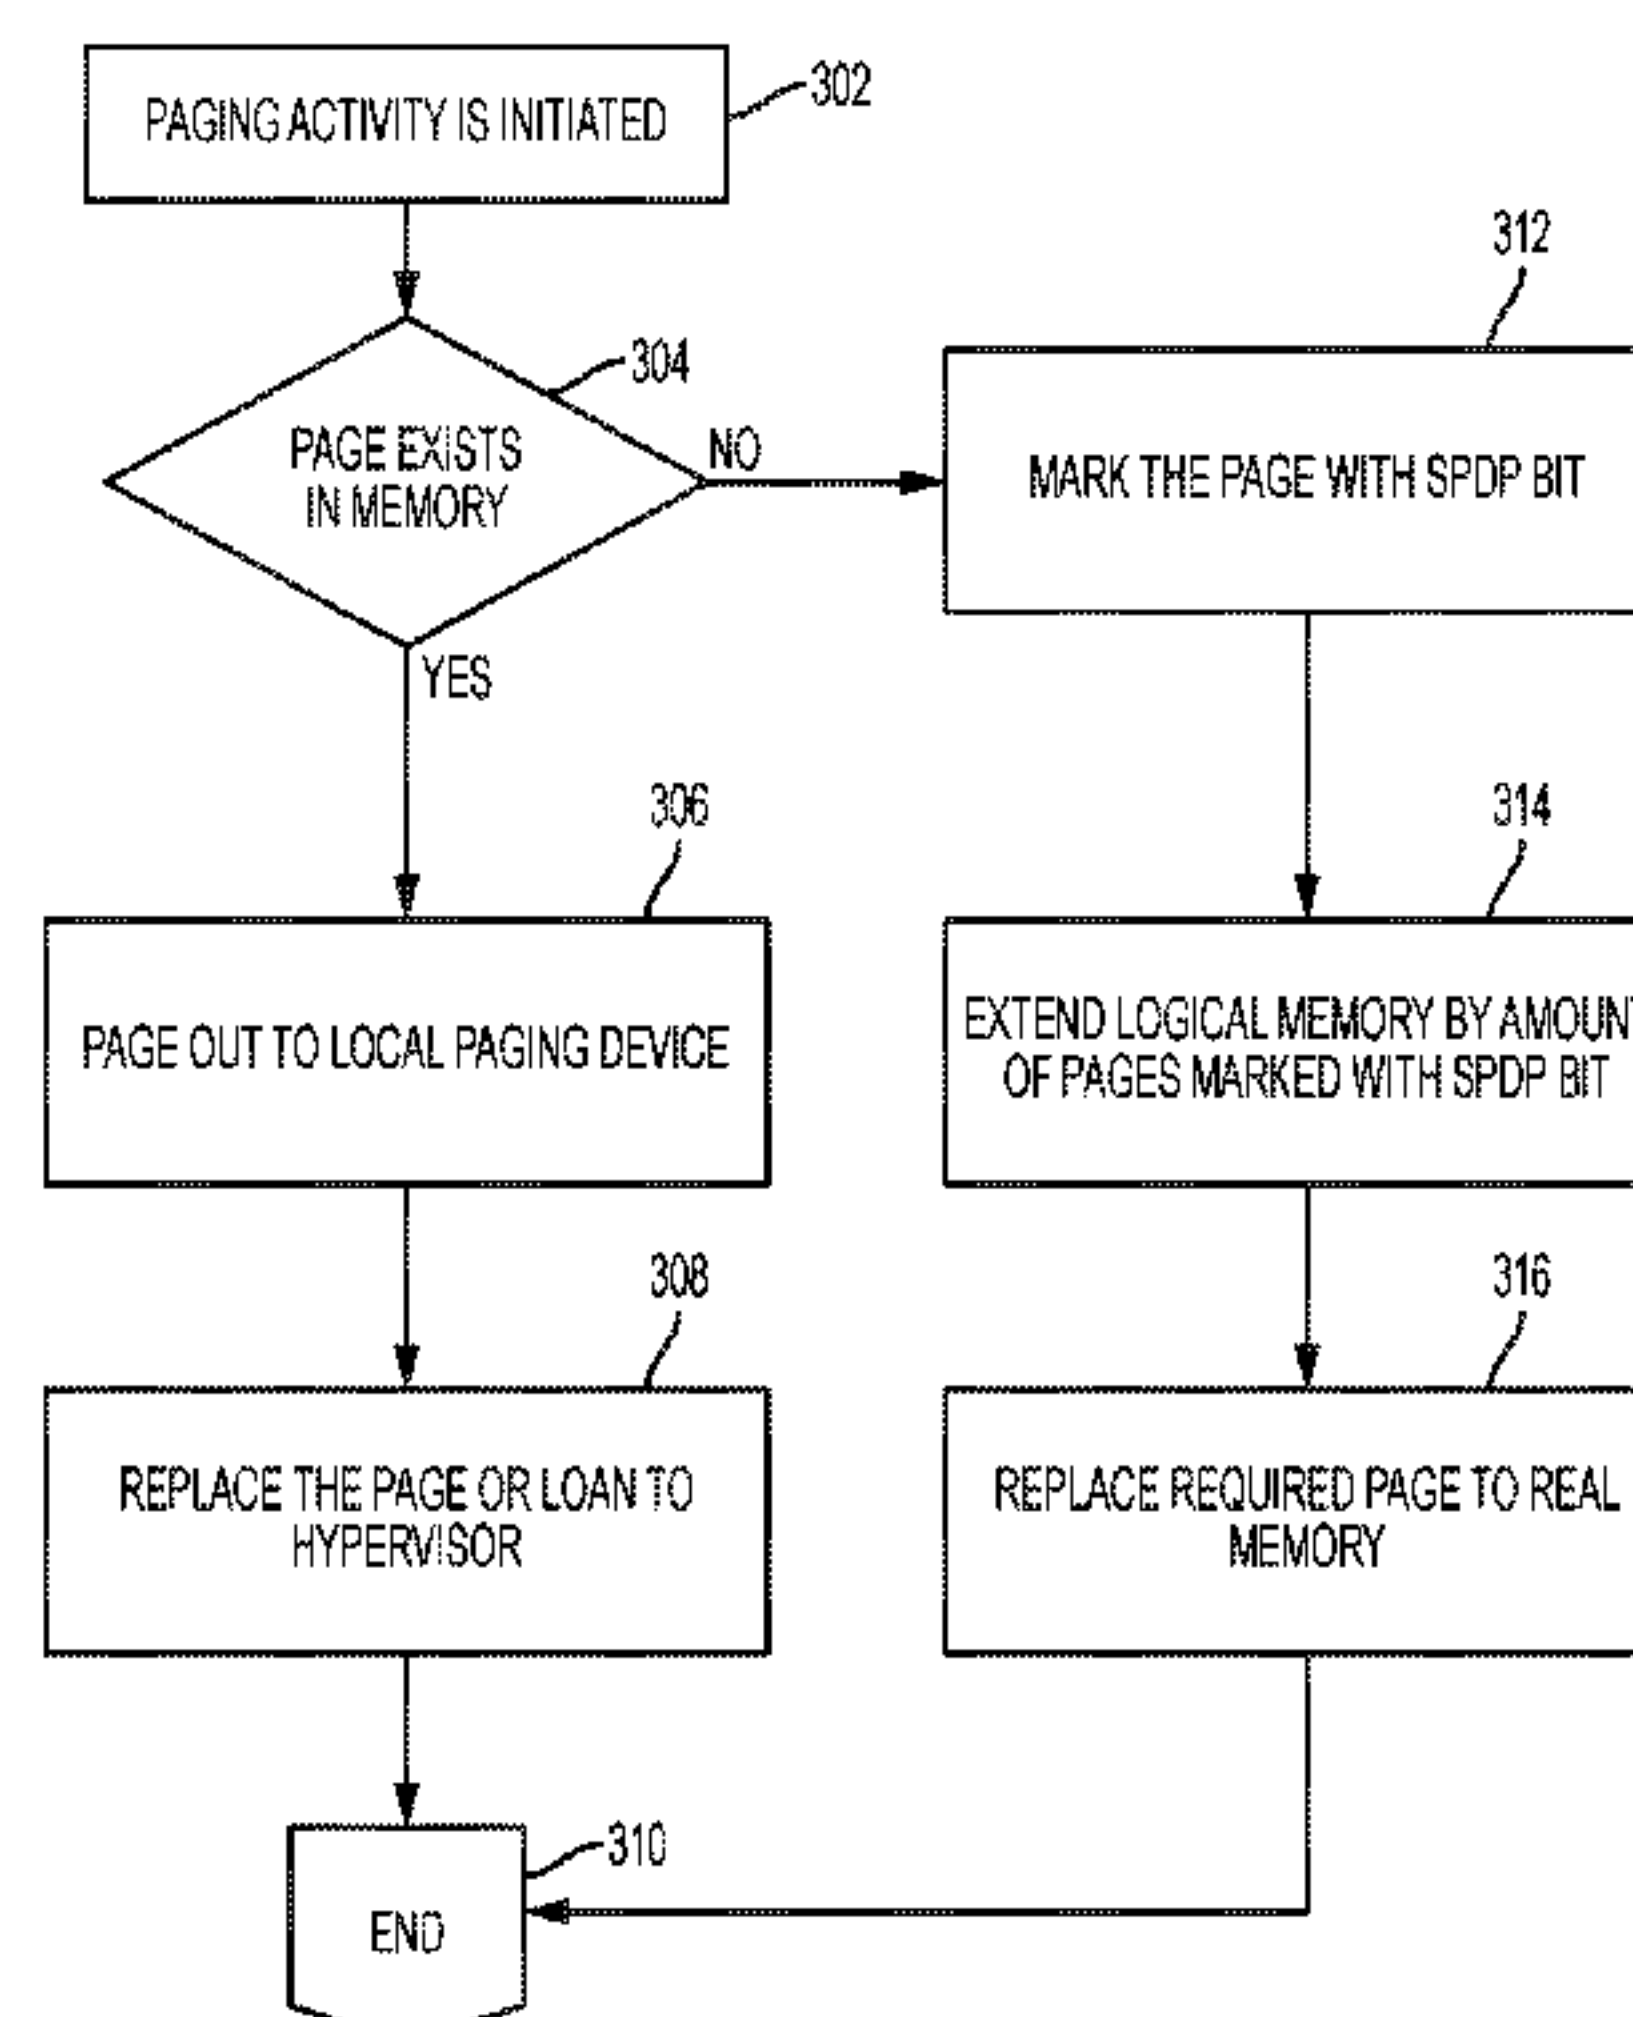 PAGING ACTIVITY IS INITIATED
302
312
304
PAGE EXISTS
IN MEMORY
NO
MARK THE PAGE WITH SPDP BIT
YES
306
314
PAGE OUT TO LOCAL PAGING DEVICE
EXTEND LOGICAL MEMORY BY AMOUNT
OF PAGES MARKED WITH SPDP BIT
308
316
REPLACE THE PAGE OR LOAN TO
HYPERVISOR
REPLACE REQUIRED PAGE TO REAL
MEMORY
310
END